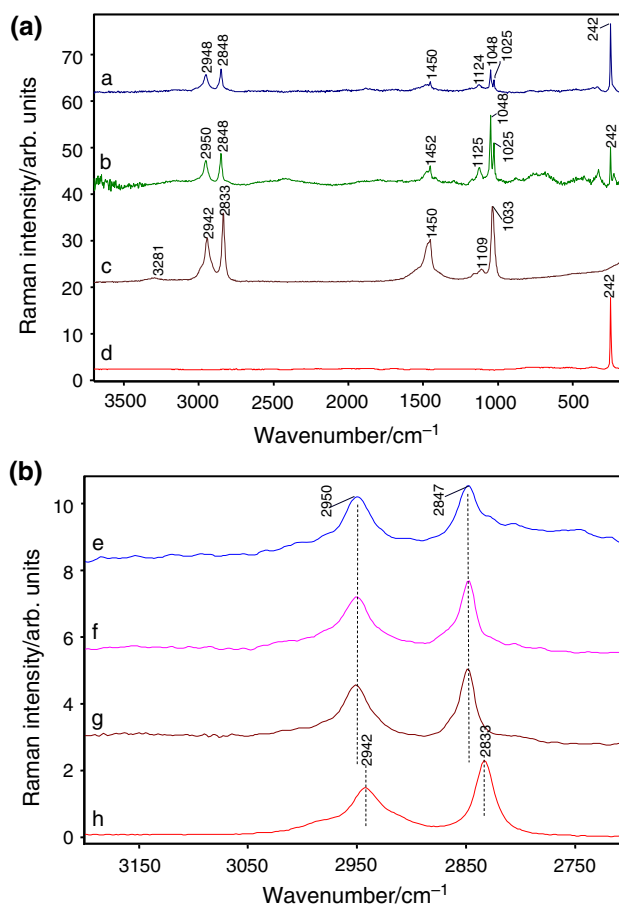 (a)
Raman intensity/arb. units
70
60
50
40
30
20
10
0
a
2948
2848
1450
1124
1048
1025
242
b
2950
2848
1452
1125
1048
1025
242
c
3281
2942
2833
1450
1109
1033
d
242
3500 3000 2500 2000 1500 1000 500
Wavenumber/cm⁻¹
(b)
Raman intensity/arb. units
10
8
6
4
2
0
e
2950
2847
f
g
h
2942
2833
3150 3050 2950 2850 2750
Wavenumber/cm⁻¹